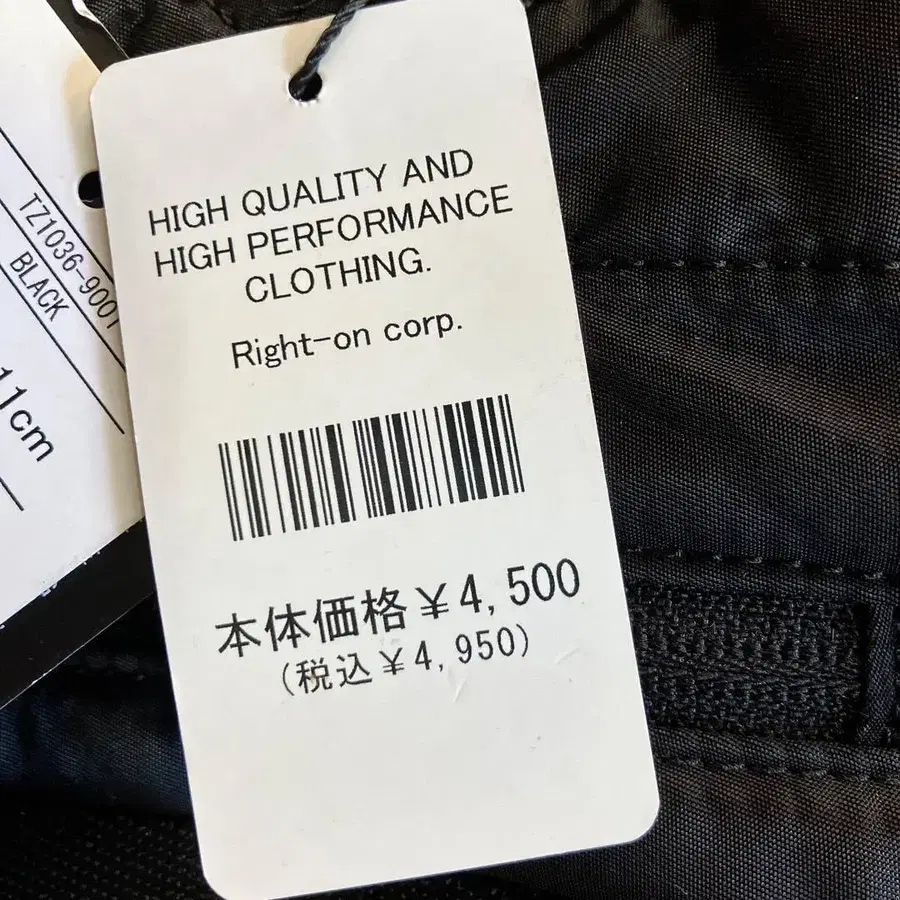 HIGH QUALITY AND
HIGH PERFORMANCE
CLOTHING.
Right-on corp.
本体価格¥4,500
(税込¥4,950)
TZ1036-9001
BLACK
11cm